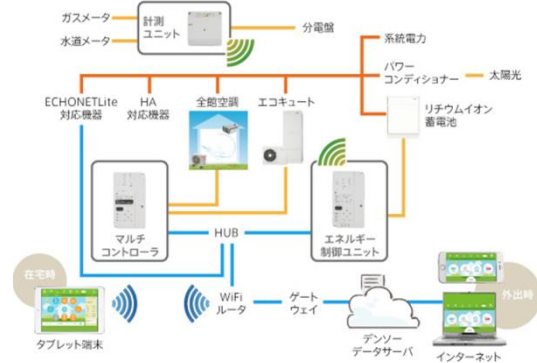 ガスメータ
水道メータ
計測
ユニット
分電盤
系統電力
パワー
コンディショナー
太陽光
ECHONETLite
対応機器
HA
対応機器
全館空調
エコキュート
リチウムイオン
蓄電池
マルチ
コントローラ
HUB
エネルギー
制御ユニット
在宅時
タブレット端末
WiFi
ルータ
ゲート
ウェイ
デンソー
データサーバ
外出時
インターネット